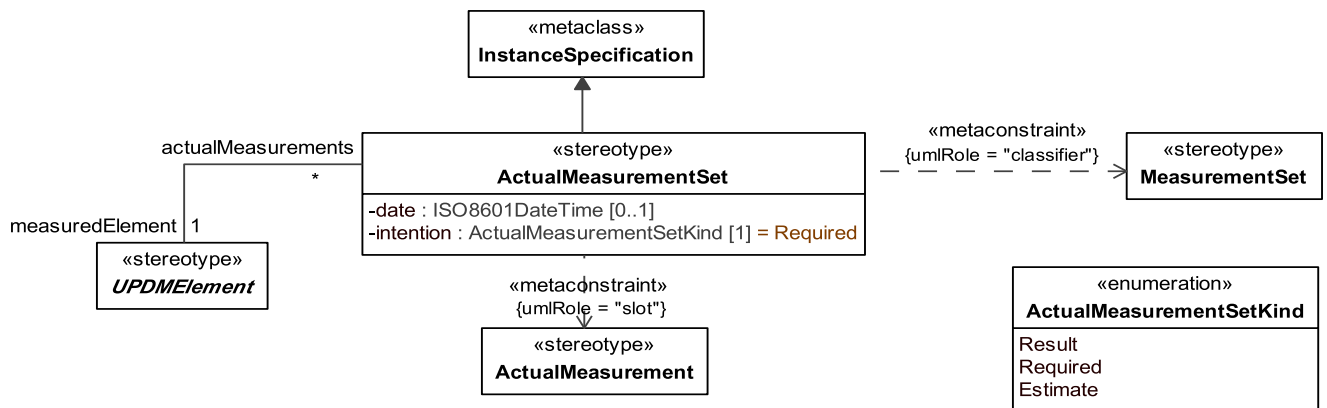 «metaclass»
InstanceSpecification
actualMeasurements
*
measuredElement 1
«stereotype»
UPDMElement
«stereotype»
ActualMeasurementSet
-date : ISO8601DateTime [0..1]
-intention : ActualMeasurementSetKind [1] = Required
«metaconstraint»
{umlRole = "classifier"}
«stereotype»
MeasurementSet
«metaconstraint»
{umlRole = "slot"}
«stereotype»
ActualMeasurement
«enumeration»
ActualMeasurementSetKind
Result
Required
Estimate